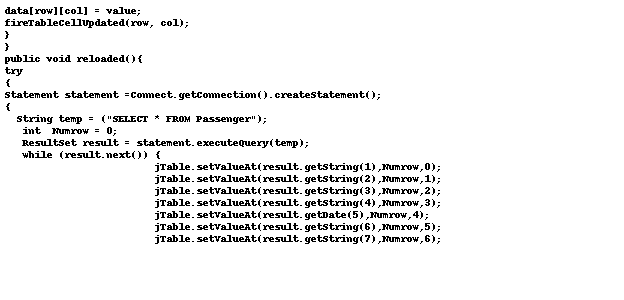 data[row][col] = value;
fireTableCellUpdated(row, col);
}
}
public void reloaded(){
try
{
Statement statement =Connect.getConnection().createStatement();
{
String temp = ("SELECT * FROM Passenger");
int Numrow = 0;
ResultSet result = statement.executeQuery(temp);
while (result.next()) {
jTable.setValueAt(result.getString(1),Numrow,0);
jTable.setValueAt(result.getString(2),Numrow,1);
jTable.setValueAt(result.getString(3),Numrow,2);
jTable.setValueAt(result.getString(4),Numrow,3);
jTable.setValueAt(result.getDate(5),Numrow,4);
jTable.setValueAt(result.getString(6),Numrow,5);
jTable.setValueAt(result.getString(7),Numrow,6);